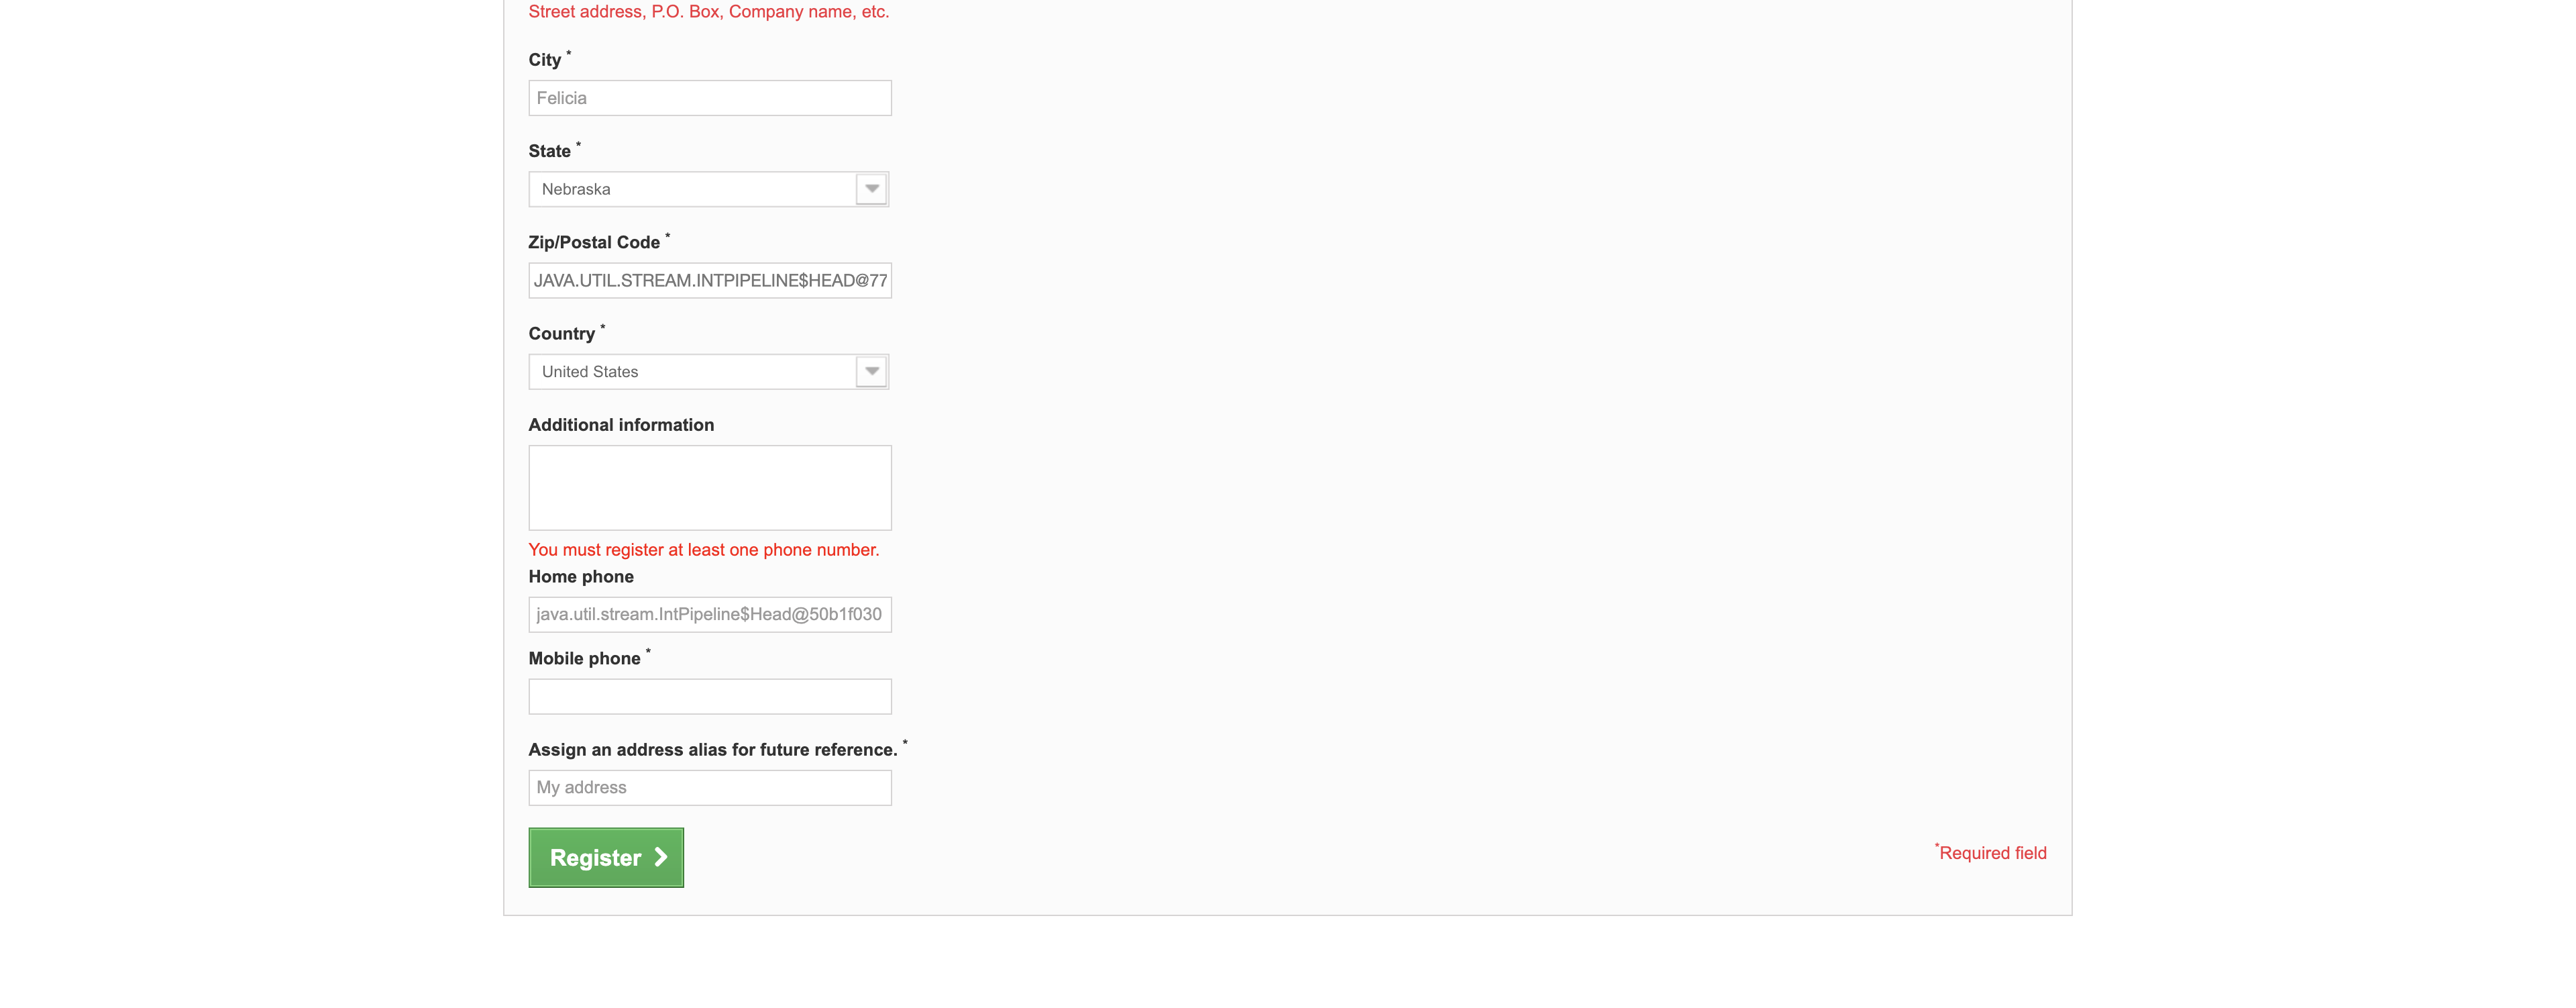 Street address, P.O. Box, Company name, etc.
City *
Felicia
State *
Nebraska
Zip/Postal Code *
JAVA.UTIL.STREAM.INTPIPELINE$HEAD@77
Country *
United States
Additional information
You must register at least one phone number.
Home phone
java.util.stream.IntPipeline$Head@50b1f030
Mobile phone *
Assign an address alias for future reference. *
My address
Register
*Required field